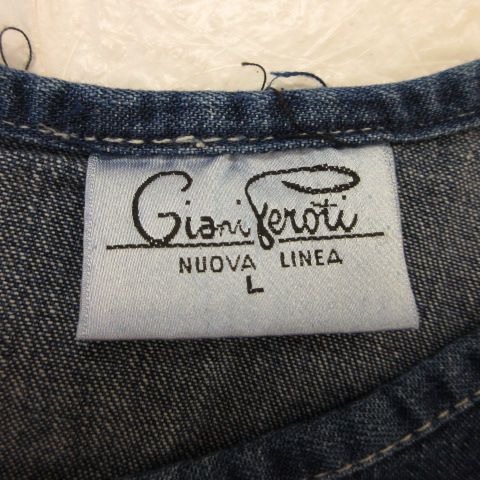 Giani Feroti
NUOVA LINEA
L